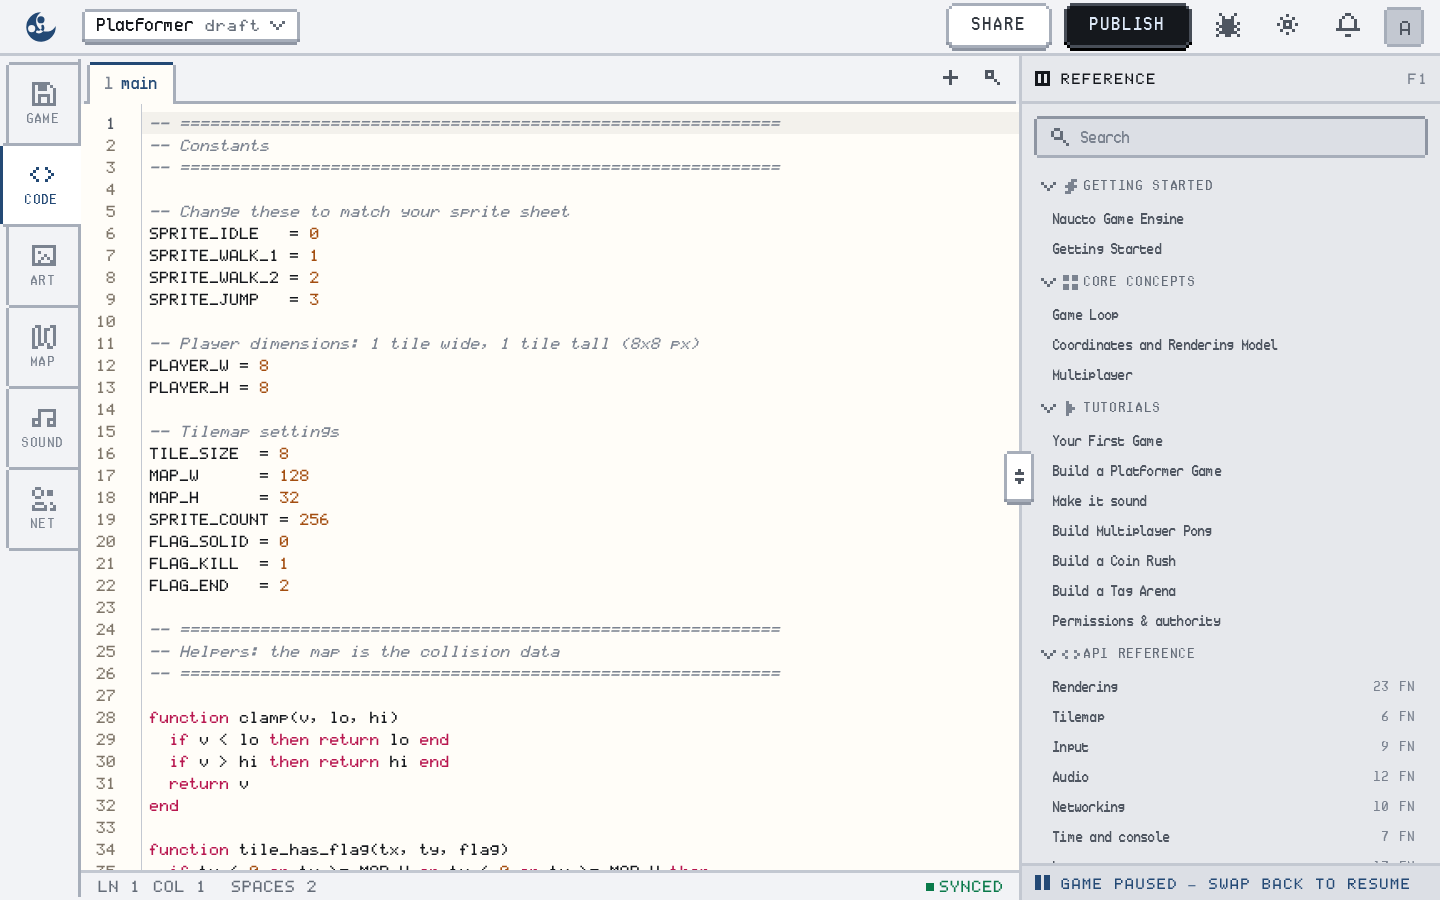 Platformer draft
SHARE
PUBLISH
A
GAME
CODE
ART
MAP
SOUND
NET
1 main
1 -- ============================================================
2 -- Constants
3 -- ============================================================
4
5 -- Change these to match your sprite sheet
6 SPRITE_IDLE   = 0
7 SPRITE_WALK_1 = 1
8 SPRITE_WALK_2 = 2
9 SPRITE_JUMP   = 3
10
11 -- Player dimensions: 1 tile wide, 1 tile tall (8x8 px)
12 PLAYER_W = 8
13 PLAYER_H = 8
14
15 -- Tilemap settings
16 TILE_SIZE  = 8
17 MAP_W      = 128
18 MAP_H      = 32
19 SPRITE_COUNT = 256
20 FLAG_SOLID = 0
21 FLAG_KILL  = 1
22 FLAG_END   = 2
23
24 -- ============================================================
25 -- Helpers: the map is the collision data
26 -- ============================================================
27
28 function clamp(v, lo, hi)
29   if v < lo then return lo end
30   if v > hi then return hi end
31   return v
32 end
33
34 function tile_has_flag(tx, ty, flag)
LN 1 COL 1 SPACES 2
SYNCED
REFERENCE F1
Search
GETTING STARTED
Naucto Game Engine
Getting Started
CORE CONCEPTS
Game Loop
Coordinates and Rendering Model
Multiplayer
TUTORIALS
Your First Game
Build a Platformer Game
Make it sound
Build Multiplayer Pong
Build a Coin Rush
Build a Tag Arena
Permissions & authority
API REFERENCE
Rendering 23 FN
Tilemap 6 FN
Input 9 FN
Audio 12 FN
Networking 10 FN
Time and console 7 FN
GAME PAUSED – SWAP BACK TO RESUME